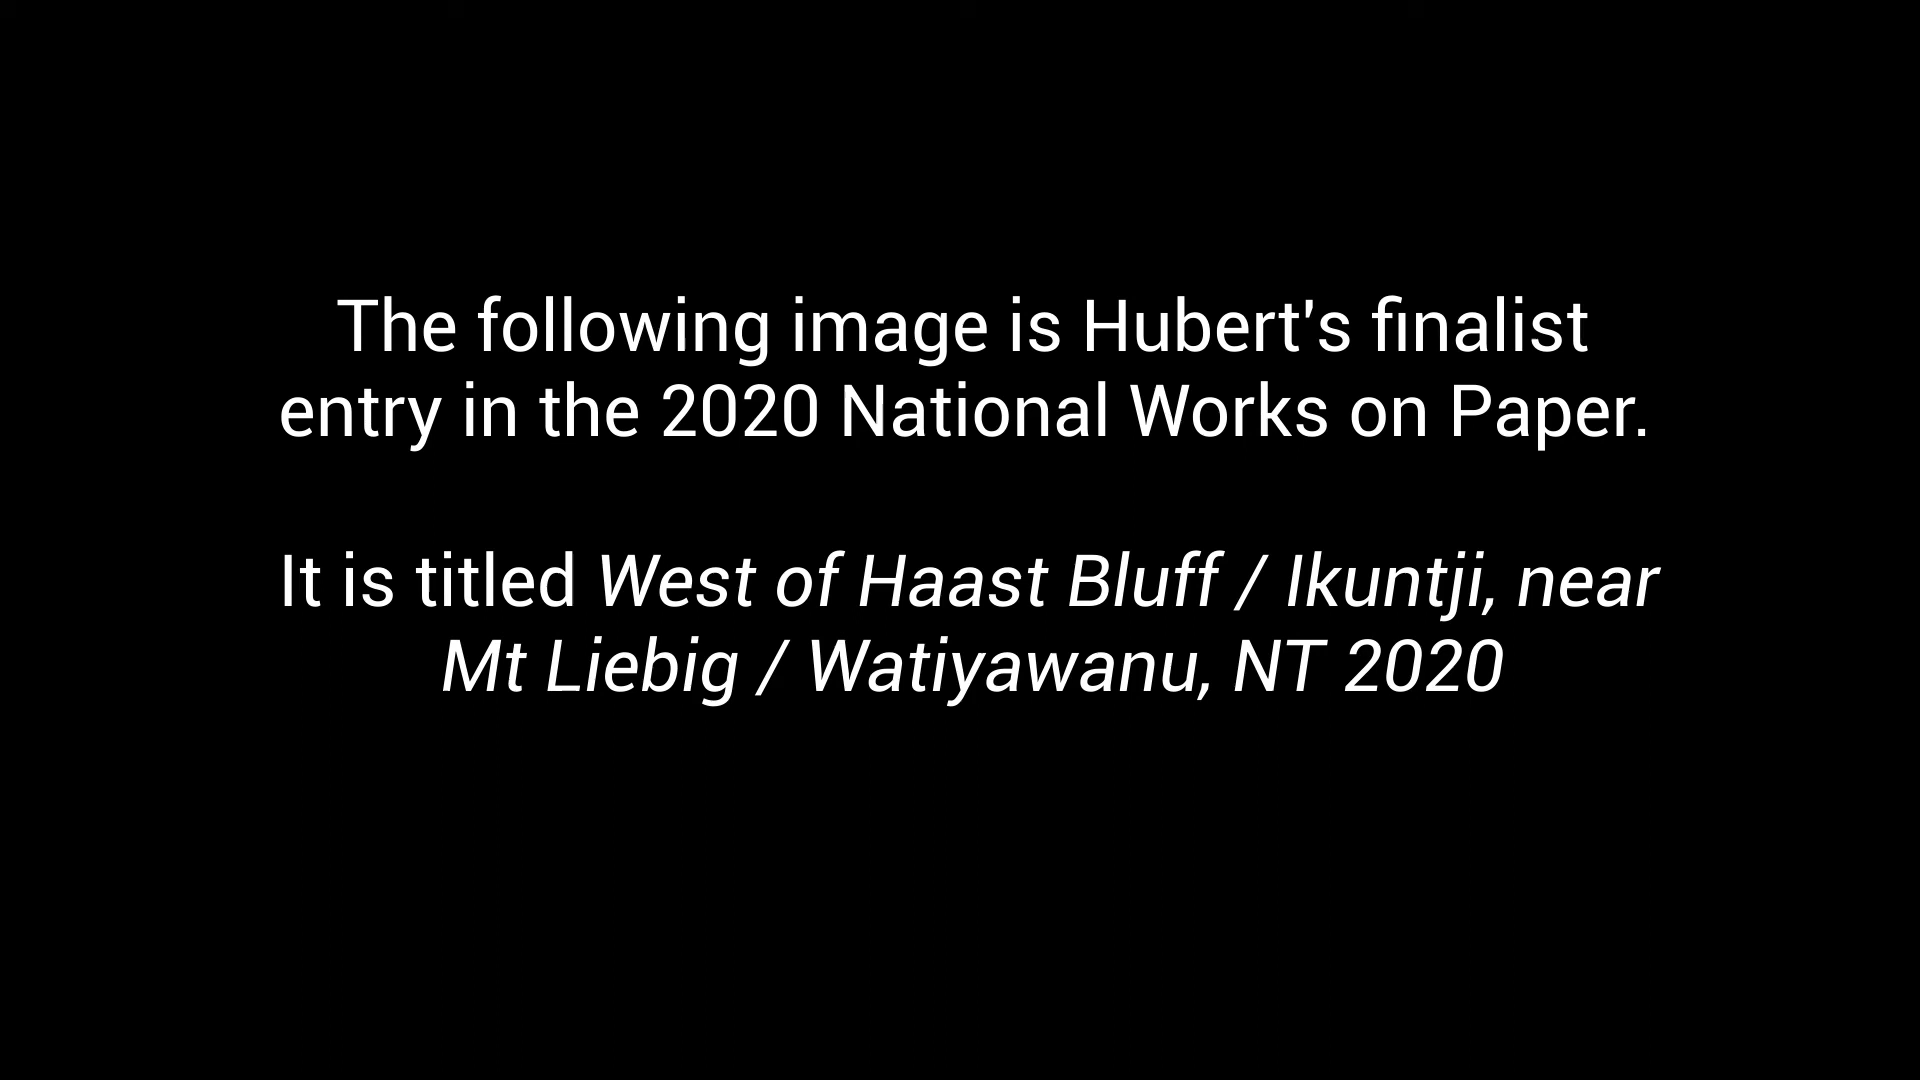 The following image is Hubert's finalist
entry in the 2020 National Works on Paper.
It is titled West of Haast Bluff / Ikuntji, near
Mt Liebig / Watiyawanu, NT 2020